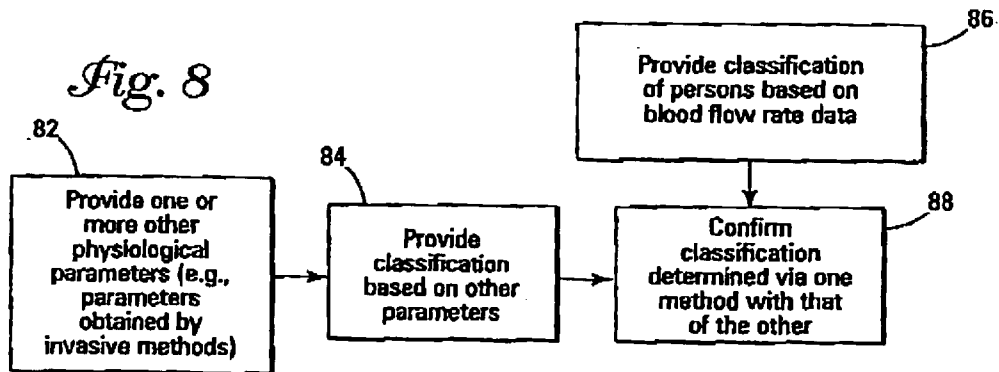 Fig. 8
86
Provide classification
of persons based on
blood flow rate data
82
Provide one or
more other
physiological
parameters (e.g.,
parameters
obtained by
invasive methods)
84
Provide
classification
based on other
parameters
88
Confirm
classification
determined via one
method with that
of the other